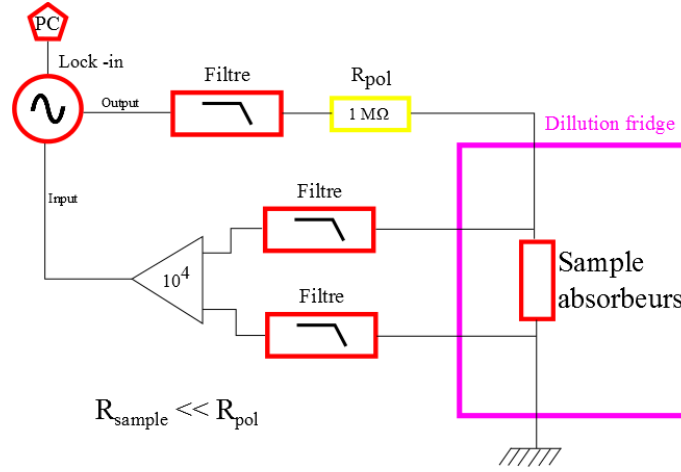 PC
Lock -in
Output
Filtre
Rpol
1 MΩ
Dillution fridge
Input
Filtre
10⁴
Filtre
Sample
absorbeurs
Rsample << Rpol